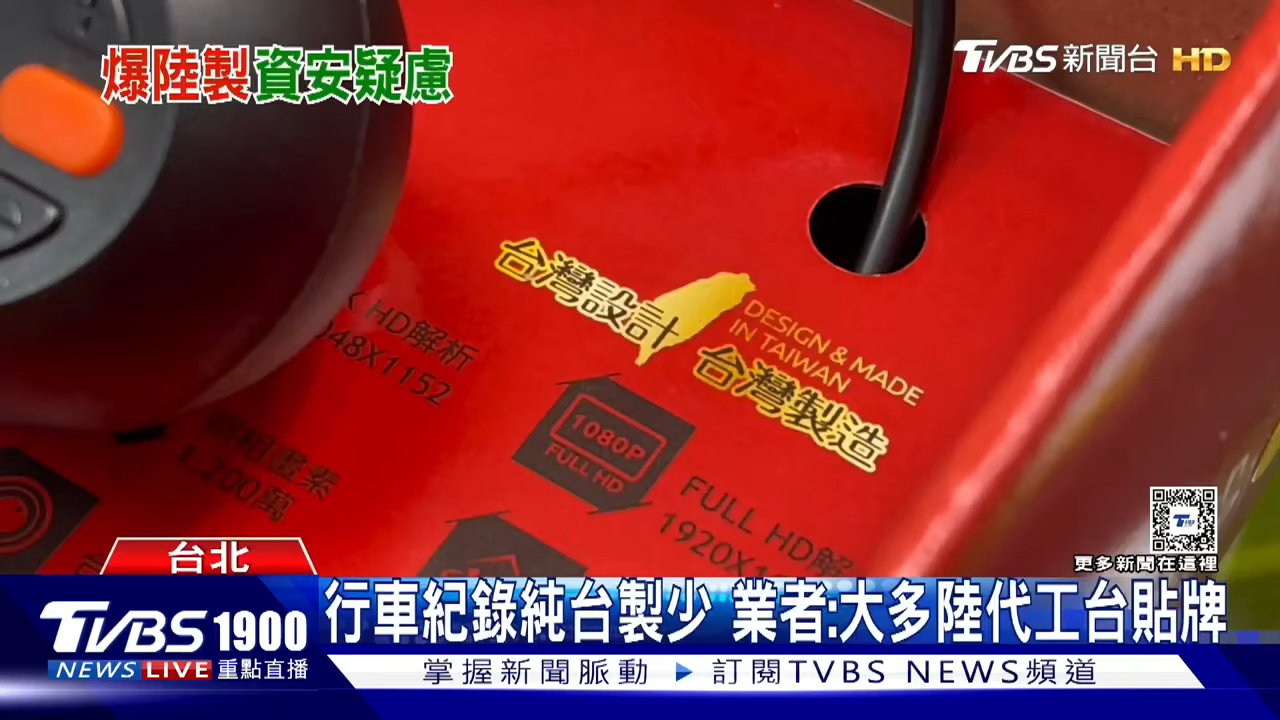 爆陸製資安疑慮
TVBS新聞台 HD
台灣設計
DESIGN & MADE
IN TAIWAN
台灣製造
HD解析
48X1152
1,200萬
1080P
FULL HD
FULL HD解
1920X1
更多新聞在這裡
台北
行車紀錄純台製少 業者:大多陸代工台貼牌
TVBS 1900
NEWS LIVE 重點直播
掌握新聞脈動 ▶ 訂閱TVBS NEWS頻道